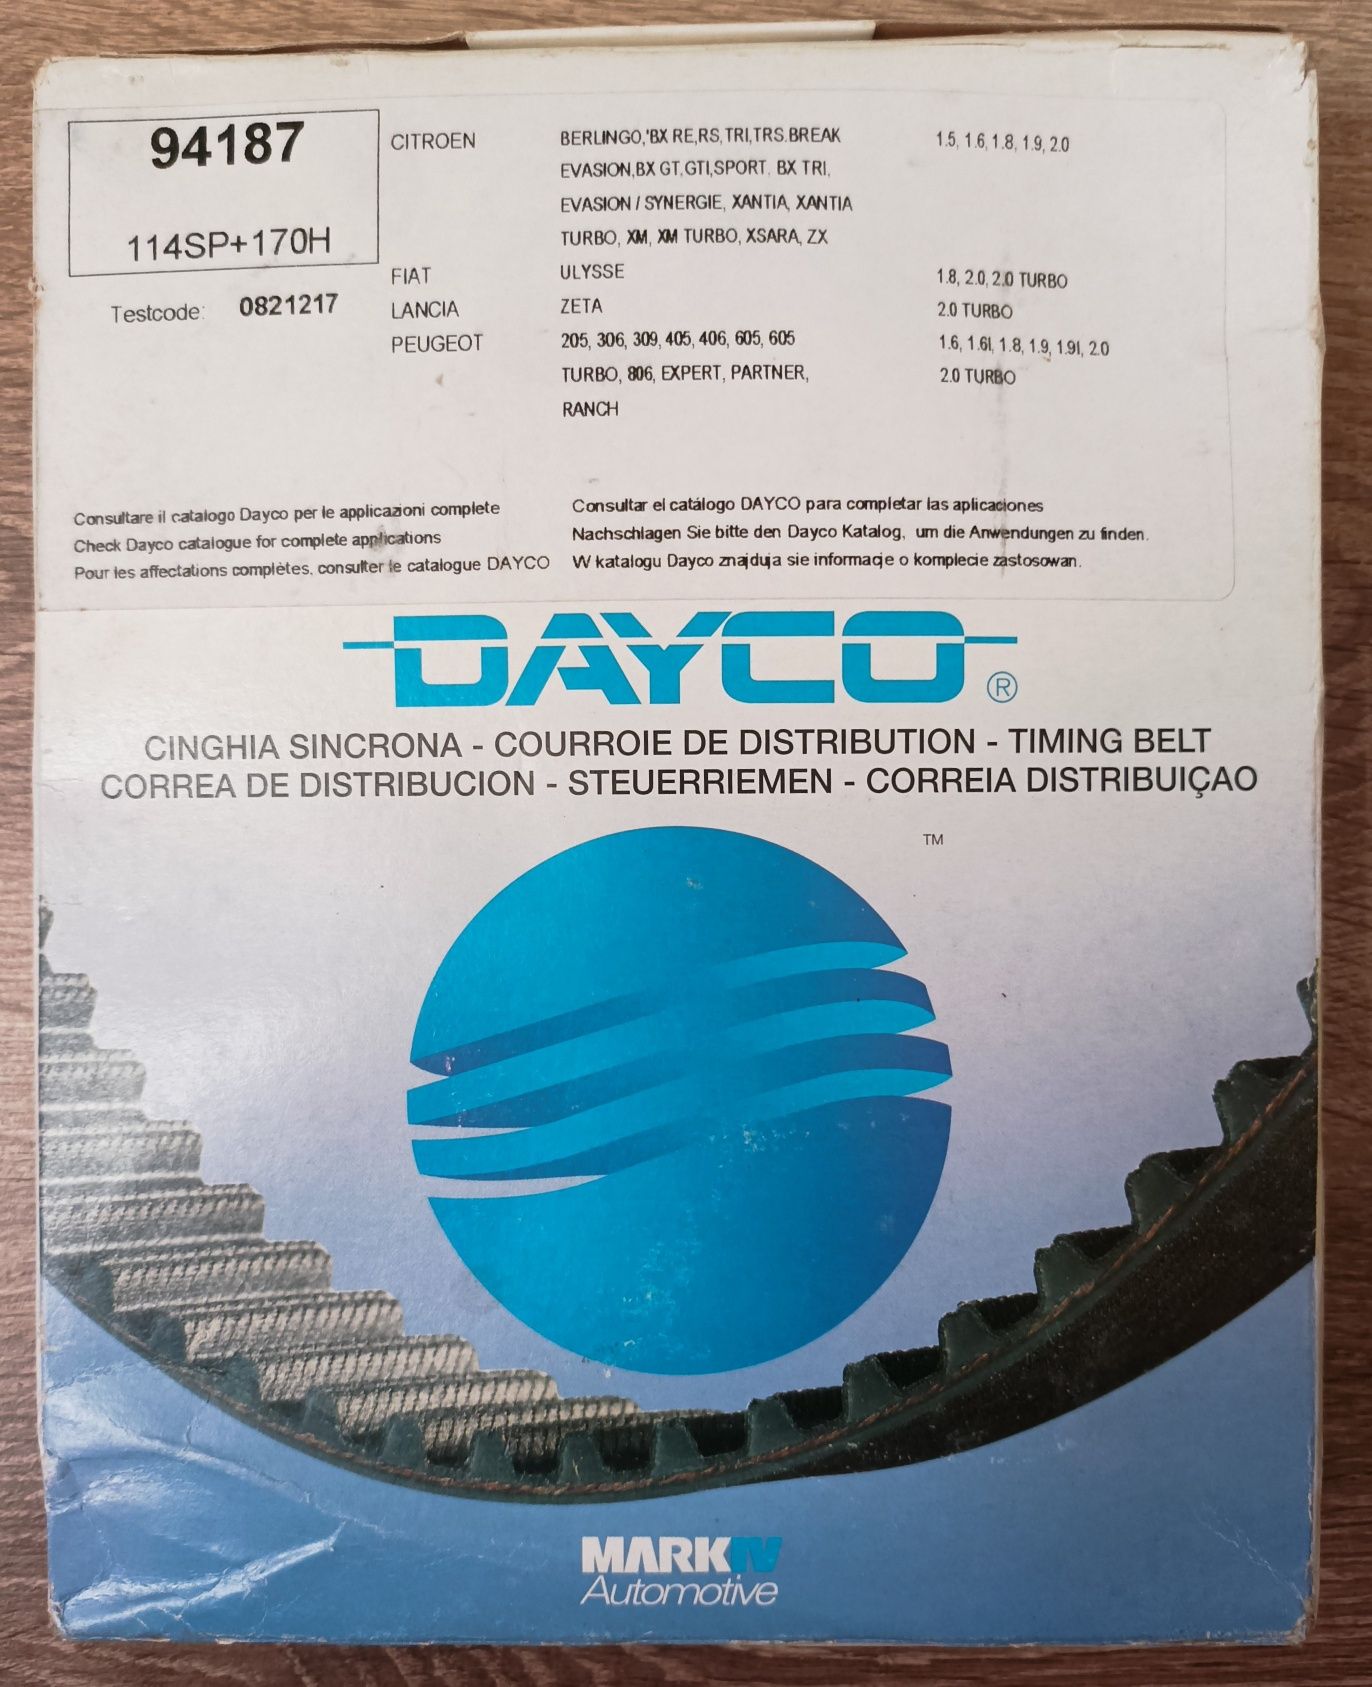 94187
114SP+170H
Testcode: 0821217
CITROEN BERLINGO,'BX RE,RS,TRI,TRS.BREAK 1.5, 1.6, 1.8, 1.9, 2.0
EVASION,BX GT,GTI,SPORT, BX TRI,
EVASION / SYNERGIE, XANTIA, XANTIA
TURBO, XM, XM TURBO, XSARA, ZX
FIAT ULYSSE 1.8, 2.0, 2.0 TURBO
LANCIA ZETA 2.0 TURBO
PEUGEOT 205, 306, 309, 405, 406, 605, 605 1.6, 1.6I, 1.8, 1.9, 1.9I, 2.0
TURBO, 806, EXPERT, PARTNER, 2.0 TURBO
RANCH
Consultare il catalogo Dayco per le applicazioni complete
Check Dayco catalogue for complete applications
Pour les affectations complètes, consulter le catalogue DAYCO
Consultar el catálogo DAYCO para completar las aplicaciones
Nachschlagen Sie bitte den Dayco Katalog, um die Anwendungen zu finden.
W katalogu Dayco znajduja sie informacje o komplecie zastosowan.
DAYCO ®
CINGHIA SINCRONA - COURROIE DE DISTRIBUTION - TIMING BELT
CORREA DE DISTRIBUCION - STEUERRIEMEN - CORREIA DISTRIBUIÇAO
TM
MARK IV
Automotive